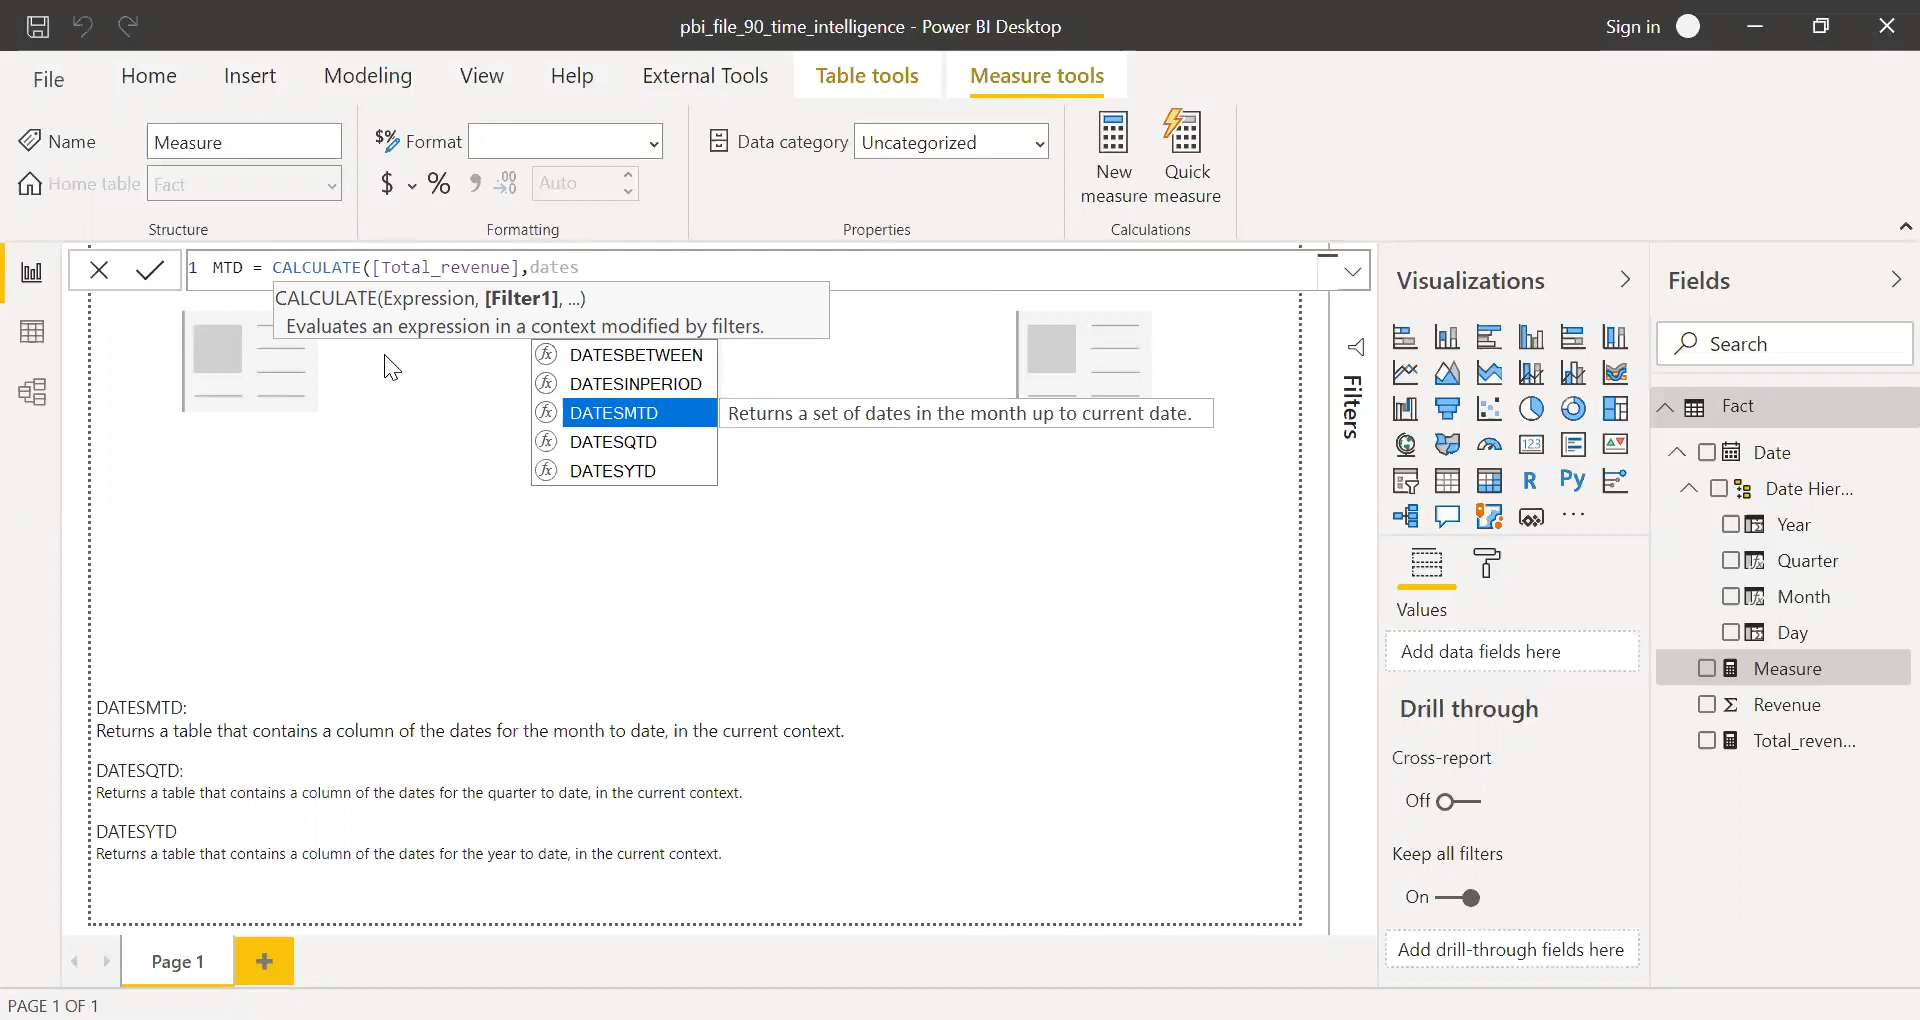 pbi_file_90_time_intelligence - Power BI Desktop
Sign in
File Home Insert Modeling View Help External Tools Table tools Measure tools
Name Measure
Home table Fact
Structure
$% Format
$ % 9 .00 Auto
Formatting
Data category Uncategorized
Properties
New measure
Quick measure
Calculations
1 MTD = CALCULATE([Total_revenue],dates
CALCULATE(Expression, [Filter1], ...)
Evaluates an expression in a context modified by filters.
DATESBETWEEN
DATESINPERIOD
DATESMTD Returns a set of dates in the month up to current date.
DATESQTD
DATESYTD
DATESMTD:
Returns a table that contains a column of the dates for the month to date, in the current context.
DATESQTD:
Returns a table that contains a column of the dates for the quarter to date, in the current context.
DATESYTD
Returns a table that contains a column of the dates for the year to date, in the current context.
Filters
Visualizations
123
R Py
...
Values
Add data fields here
Drill through
Cross-report
Off
Keep all filters
On
Add drill-through fields here
Fields
Search
Fact
Date
Date Hier...
Year
Quarter
Month
Day
Measure
Revenue
Total_reven...
Page 1 +
PAGE 1 OF 1